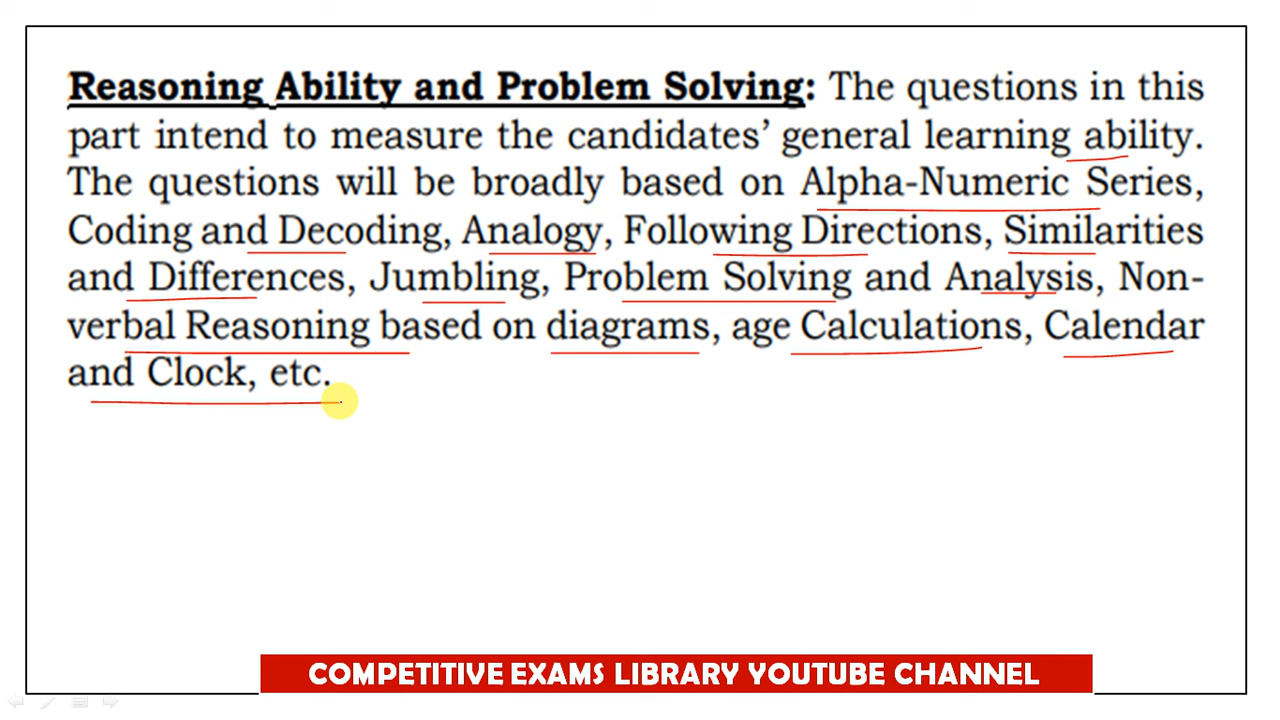 Reasoning Ability and Problem Solving: The questions in this
part intend to measure the candidates’ general learning ability.
The questions will be broadly based on Alpha-Numeric Series,
Coding and Decoding, Analogy, Following Directions, Similarities
and Differences, Jumbling, Problem Solving and Analysis, Non-
verbal Reasoning based on diagrams, age Calculations, Calendar
and Clock, etc.
COMPETITIVE EXAMS LIBRARY YOUTUBE CHANNEL